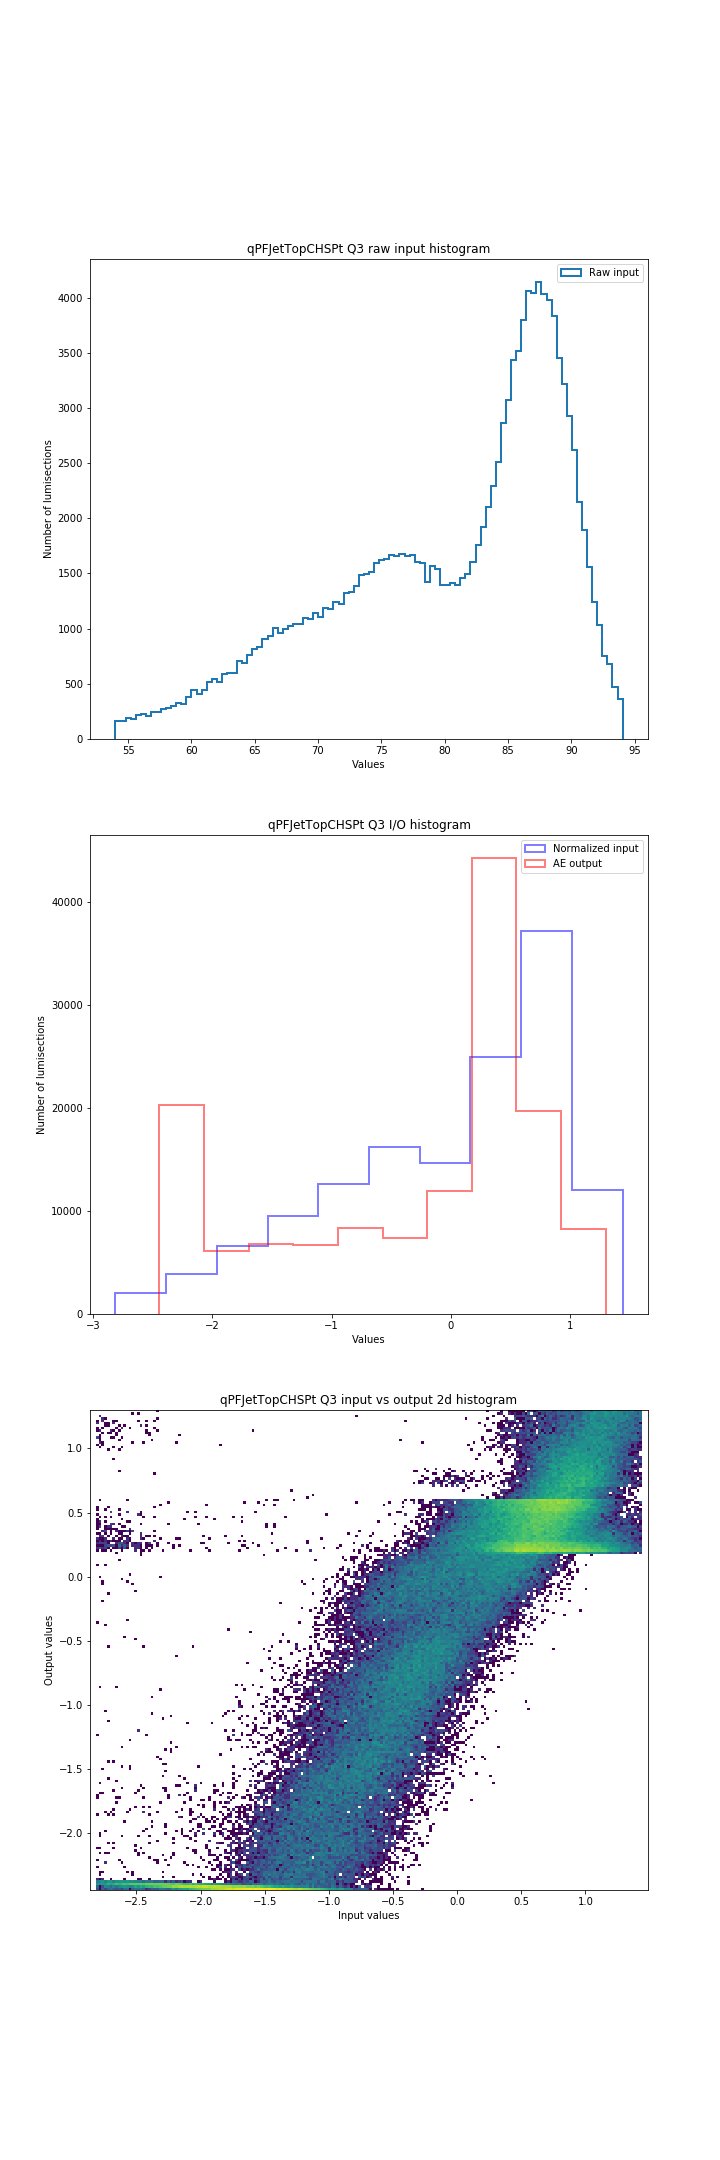 qPFJetTopCHSPt Q3 raw input histogram
Raw input
4000
3500
3000
2500
2000
1500
1000
500
0
Number of lumisections
55 60 65 70 75 80 85 90 95
Values
qPFJetTopCHSPt Q3 I/O histogram
Normalized input
AE output
40000
30000
20000
10000
0
Number of lumisections
−3 −2 −1 0 1
Values
qPFJetTopCHSPt Q3 input vs output 2d histogram
1.0
0.5
0.0
−0.5
−1.0
−1.5
−2.0
Output values
−2.5 −2.0 −1.5 −1.0 −0.5 0.0 0.5 1.0
Input values